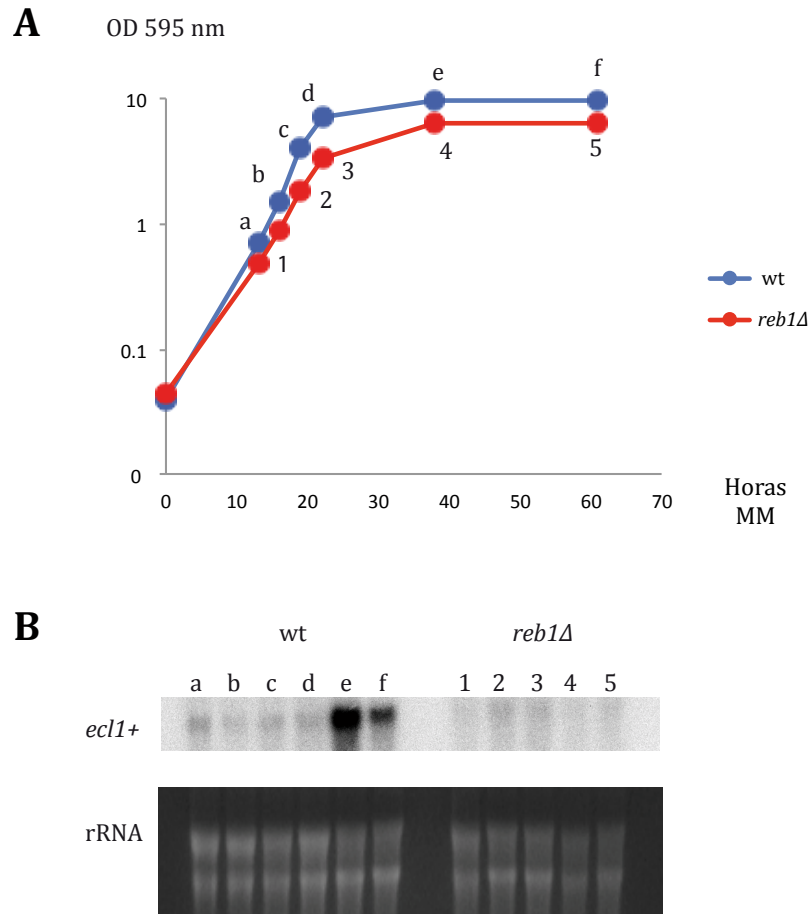 A
OD 595 nm
10
1
0.1
0
0 10 20 30 40 50 60 70
Horas
MM
a
b
c
d
e
f
1
2
3
4
5
wt
reb1Δ
B
wt reb1Δ
a b c d e f 1 2 3 4 5
ecl1+
rRNA